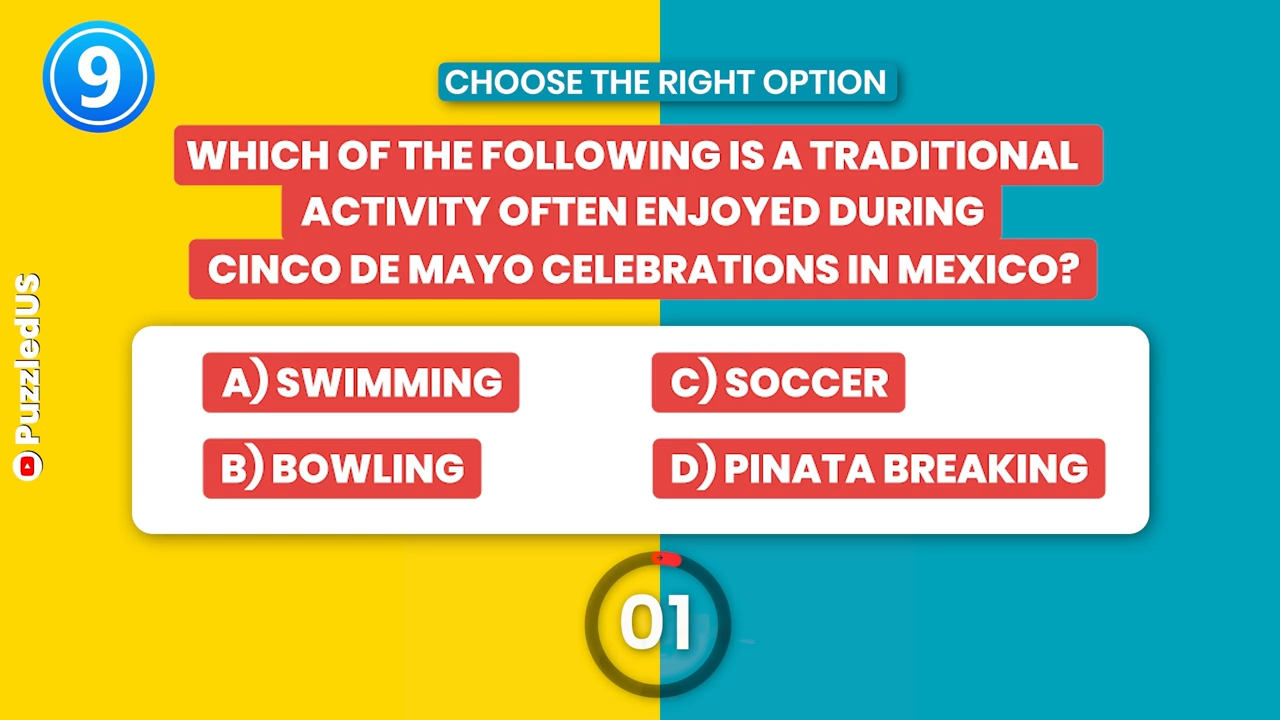 9
CHOOSE THE RIGHT OPTION
WHICH OF THE FOLLOWING IS A TRADITIONAL
ACTIVITY OFTEN ENJOYED DURING
CINCO DE MAYO CELEBRATIONS IN MEXICO?
A) SWIMMING
B) BOWLING
C) SOCCER
D) PINATA BREAKING
01
PuzzledUS